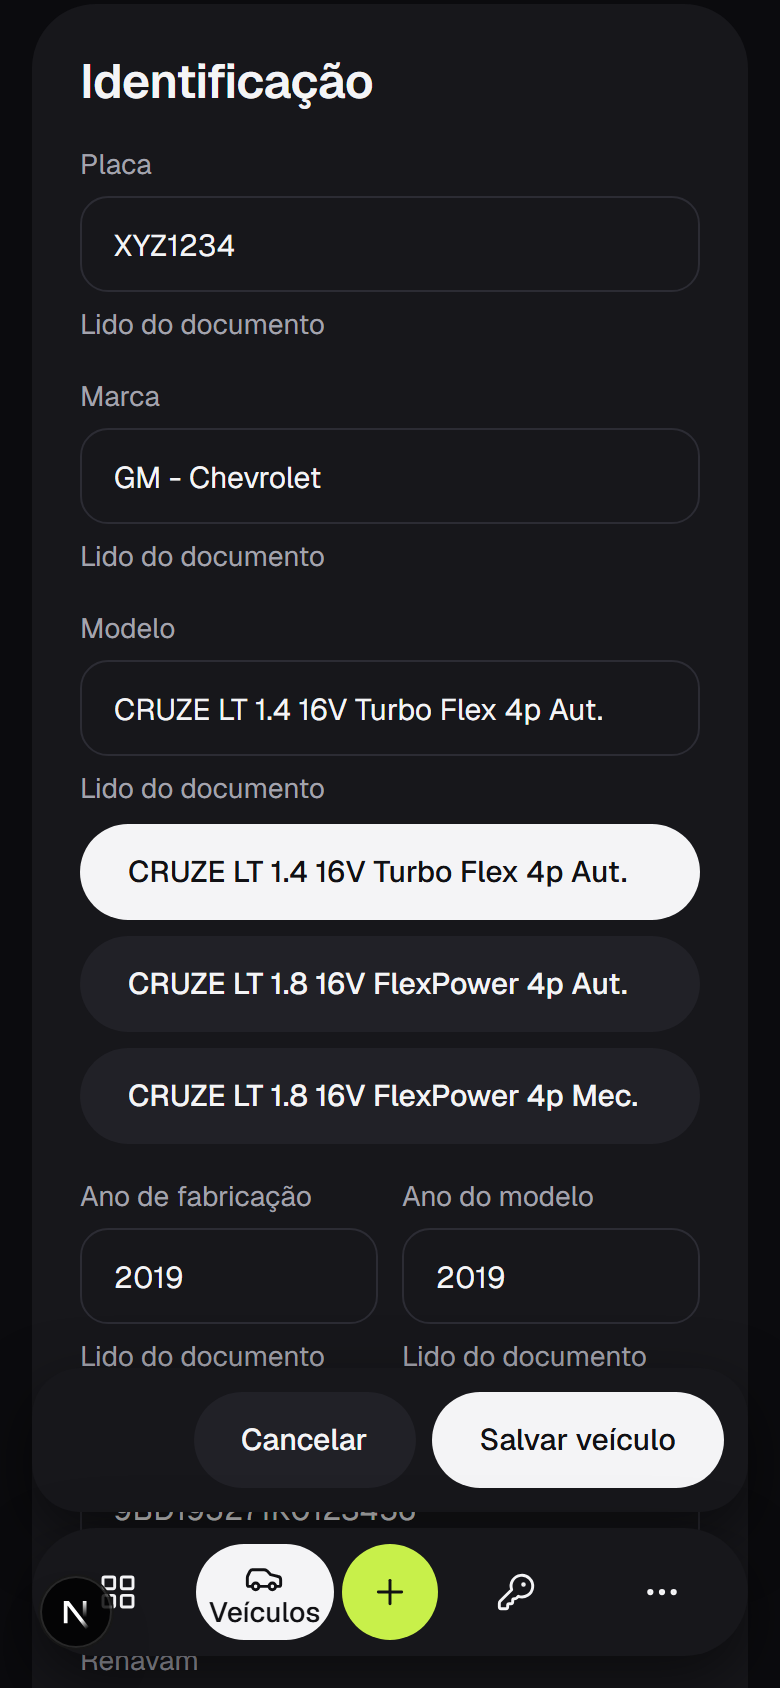 Identificação
Placa
XYZ1234
Lido do documento
Marca
GM - Chevrolet
Lido do documento
Modelo
CRUZE LT 1.4 16V Turbo Flex 4p Aut.
Lido do documento
CRUZE LT 1.4 16V Turbo Flex 4p Aut.
CRUZE LT 1.8 16V FlexPower 4p Aut.
CRUZE LT 1.8 16V FlexPower 4p Mec.
Ano de fabricação Ano do modelo
2019 2019
Lido do documento Lido do documento
Cancelar Salvar veículo
Veículos
N
Renavam